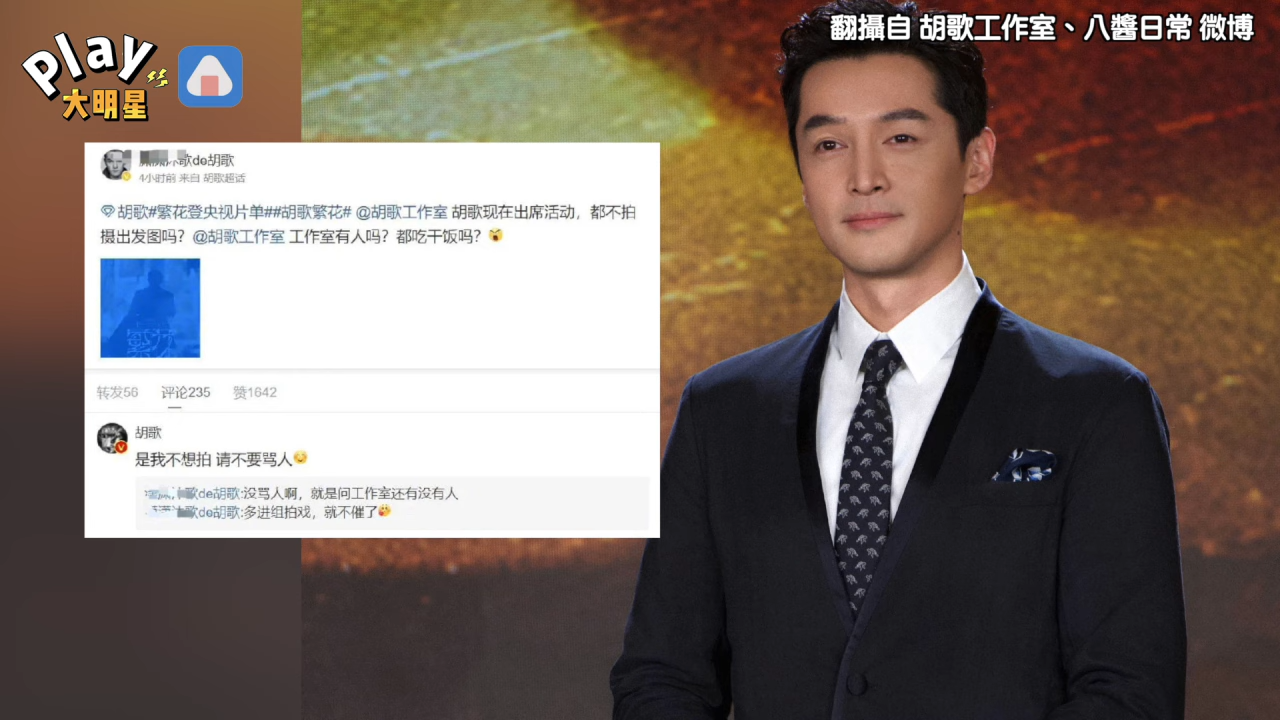 Play
大明星
翻攝自 胡歌工作室、八醬日常 微博
歌de胡歌
4小时前 来自 胡歌超话
胡歌#繁花登央视片单##胡歌繁花# @胡歌工作室 胡歌现在出席活动，都不拍
摄出发图吗？@胡歌工作室 工作室有人吗？都吃干饭吗？
转发56 评论235 赞1642
胡歌
是我不想拍 请不要骂人
歌de胡歌:没骂人啊，就是问工作室还有没有人
歌de胡歌:多进组拍戏，就不催了